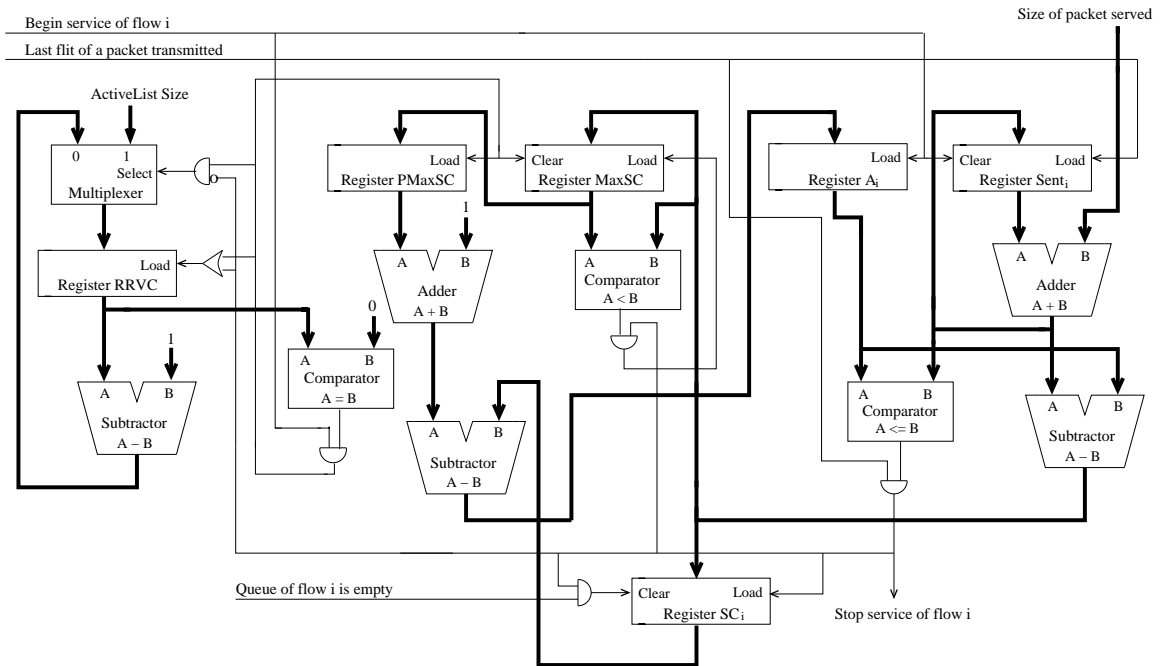 Begin service of flow i
Size of packet served
Last flit of a packet transmitted
ActiveList Size
0 1
Select
Multiplexer
Load
Register PMaxSC
Clear Load
Register MaxSC
Load
Register Ai
Clear Load
Register Senti
1
Load
Register RRVC
A B
Adder
A + B
A B
Comparator
A < B
A B
Adder
A + B
0
1
A B
Comparator
A = B
A B
Subtractor
A – B
A B
Comparator
A <= B
A B
Subtractor
A – B
A B
Subtractor
A – B
Queue of flow i is empty
Clear Load
Register SCi
Stop service of flow i